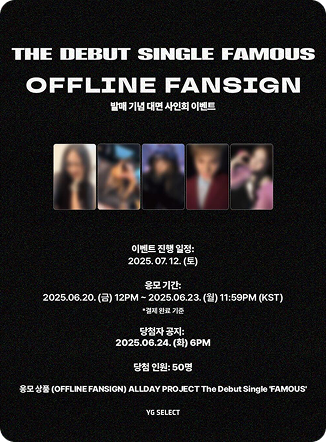 THE DEBUT SINGLE FAMOUS
OFFLINE FANSIGN
발매 기념 대면 사인회 이벤트
이벤트 진행 일정:
2025. 07. 12. (토)
응모 기간:
2025.06.20. (금) 12PM ~ 2025.06.23. (월) 11:59PM (KST)
*결제 완료 기준
당첨자 공지:
2025.06.24. (화) 6PM
당첨 인원: 50명
응모 상품 (OFFLINE FANSIGN) ALLDAY PROJECT The Debut Single 'FAMOUS'
YG SELECT